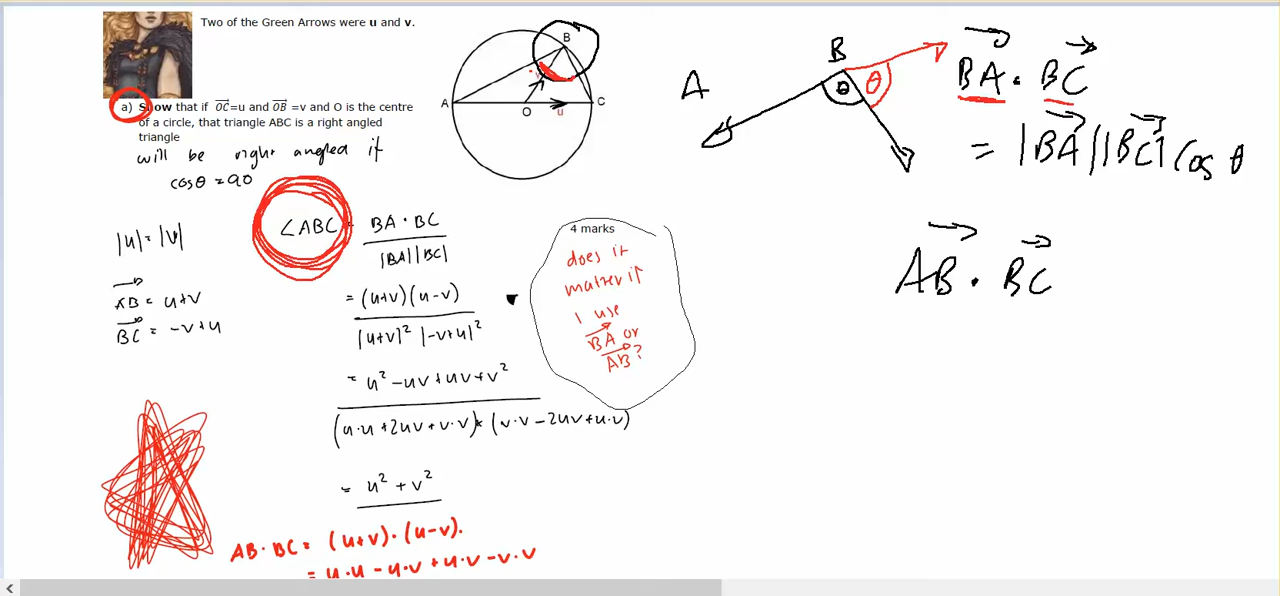 Two of the Green Arrows were u and v.
a) Show that if OC=u and OB =v and O is the centre
of a circle, that triangle ABC is a right angled
triangle
will be right angled if
cosθ = 90
|u| = |v|
AB = u+v
BC = -v+u
∠ABC
BA · BC
|BA||BC|
= (u+v)(u-v)
|u+v|² |-v+u|²
= u² -uv +uv +v²
(u·u +2uv +v·v) * (v·v -2uv +u·v)
= u² + v²
AB · BC = (u+v) · (u-v).
= u·u - u·v + u·v - v·v
4 marks
does it
matter if
I use
BA or
AB?
A
B
C
O
u
A
B
θ
θ
BA · BC
= |BA||BC| cos θ
AB · BC